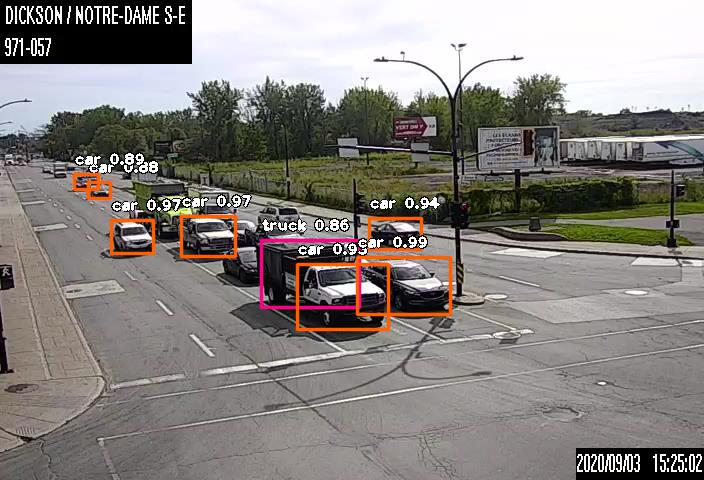 DICKSON / NOTRE-DAME S-E
971-057
car 0.89
car 0.88
car 0.97
car 0.97
truck 0.86
car 0.94
car 0.99
2020/09/03 15:25:02